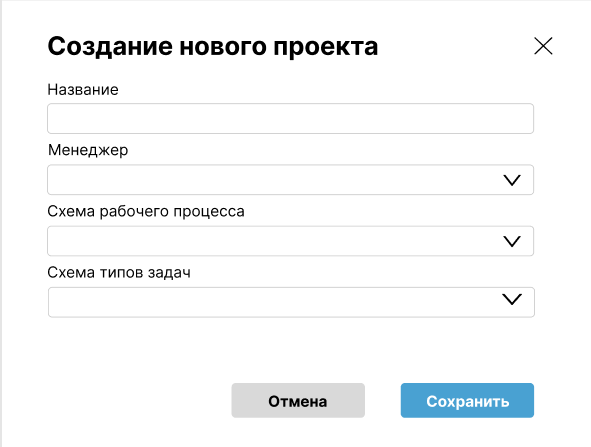 Создание нового проекта
Название
Менеджер
Схема рабочего процесса
Схема типов задач
Отмена
Сохранить